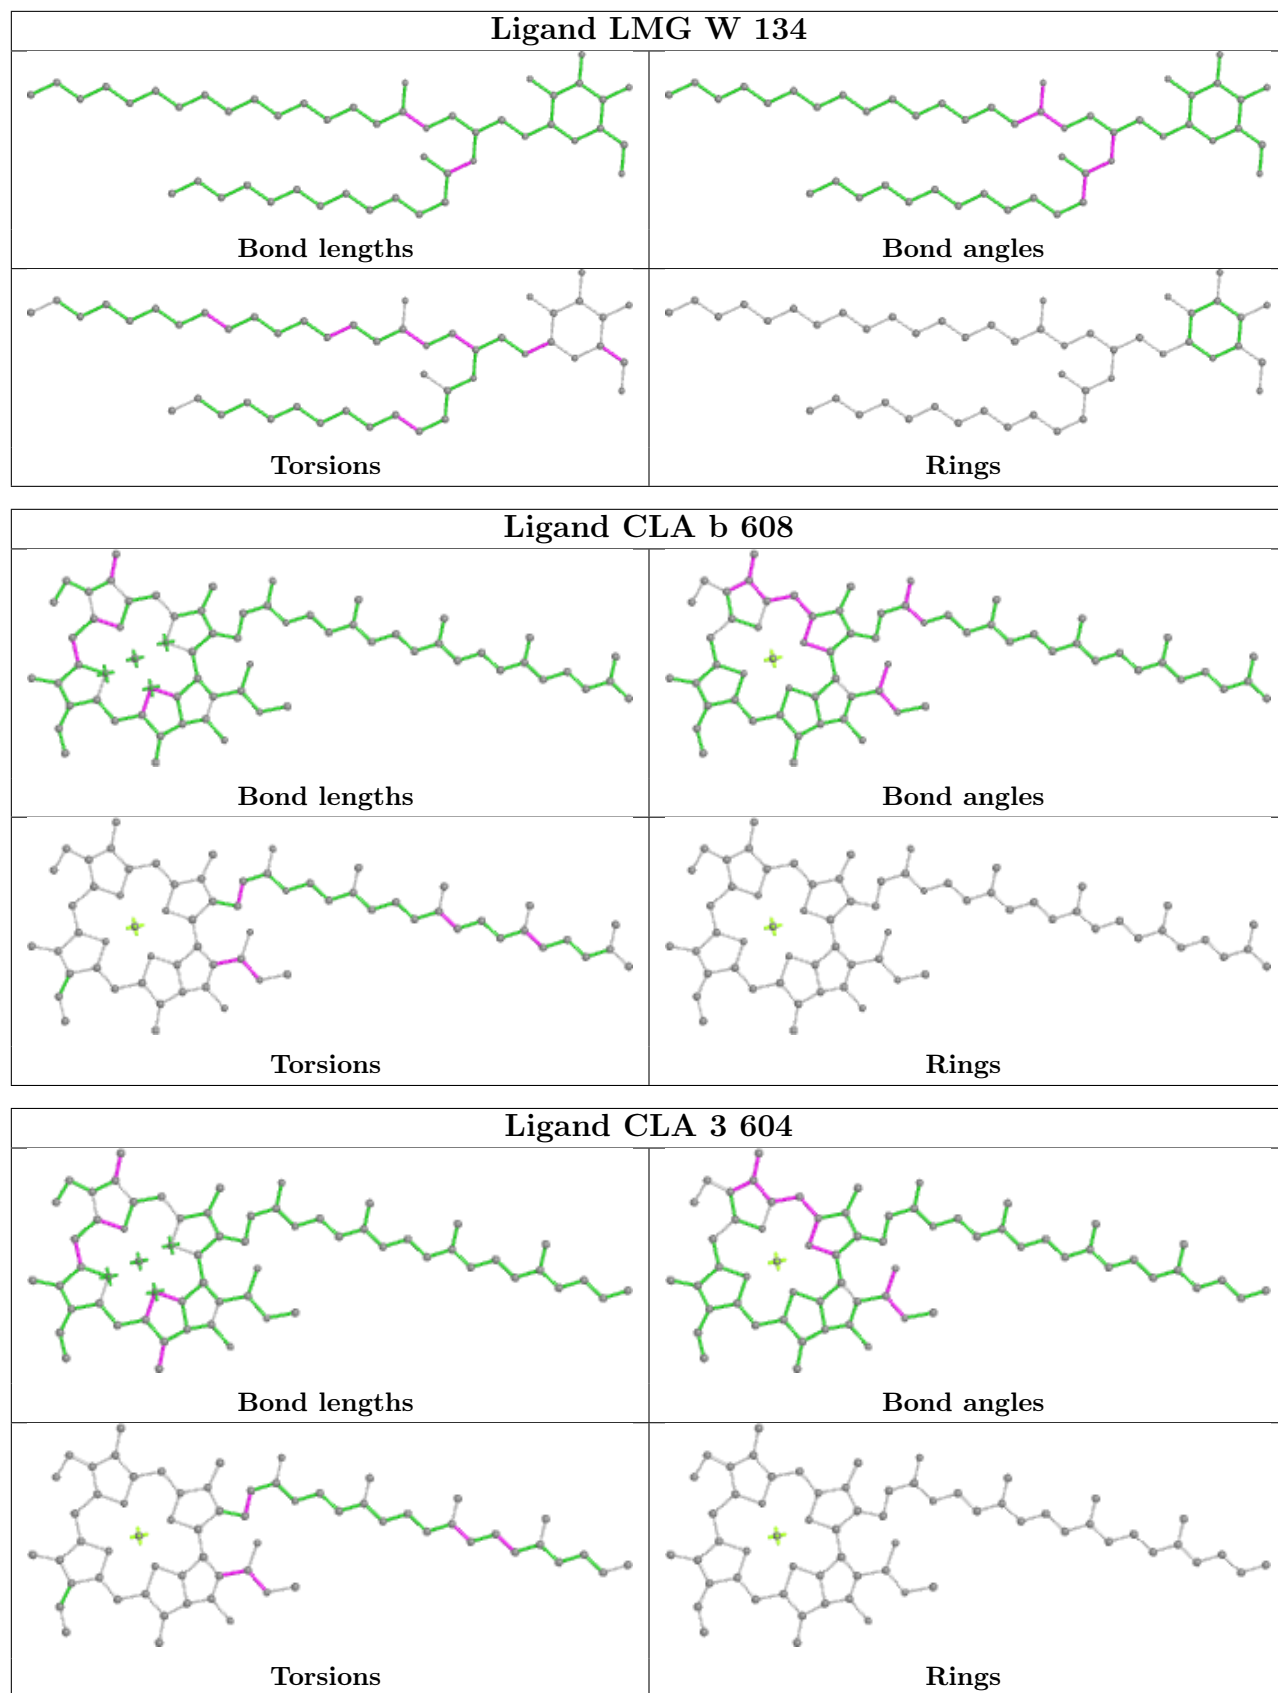 Ligand LMG W 134
Bond lengths
Bond angles
Torsions
Rings
Ligand CLA b 608
Bond lengths
Bond angles
Torsions
Rings
Ligand CLA 3 604
Bond lengths
Bond angles
Torsions
Rings